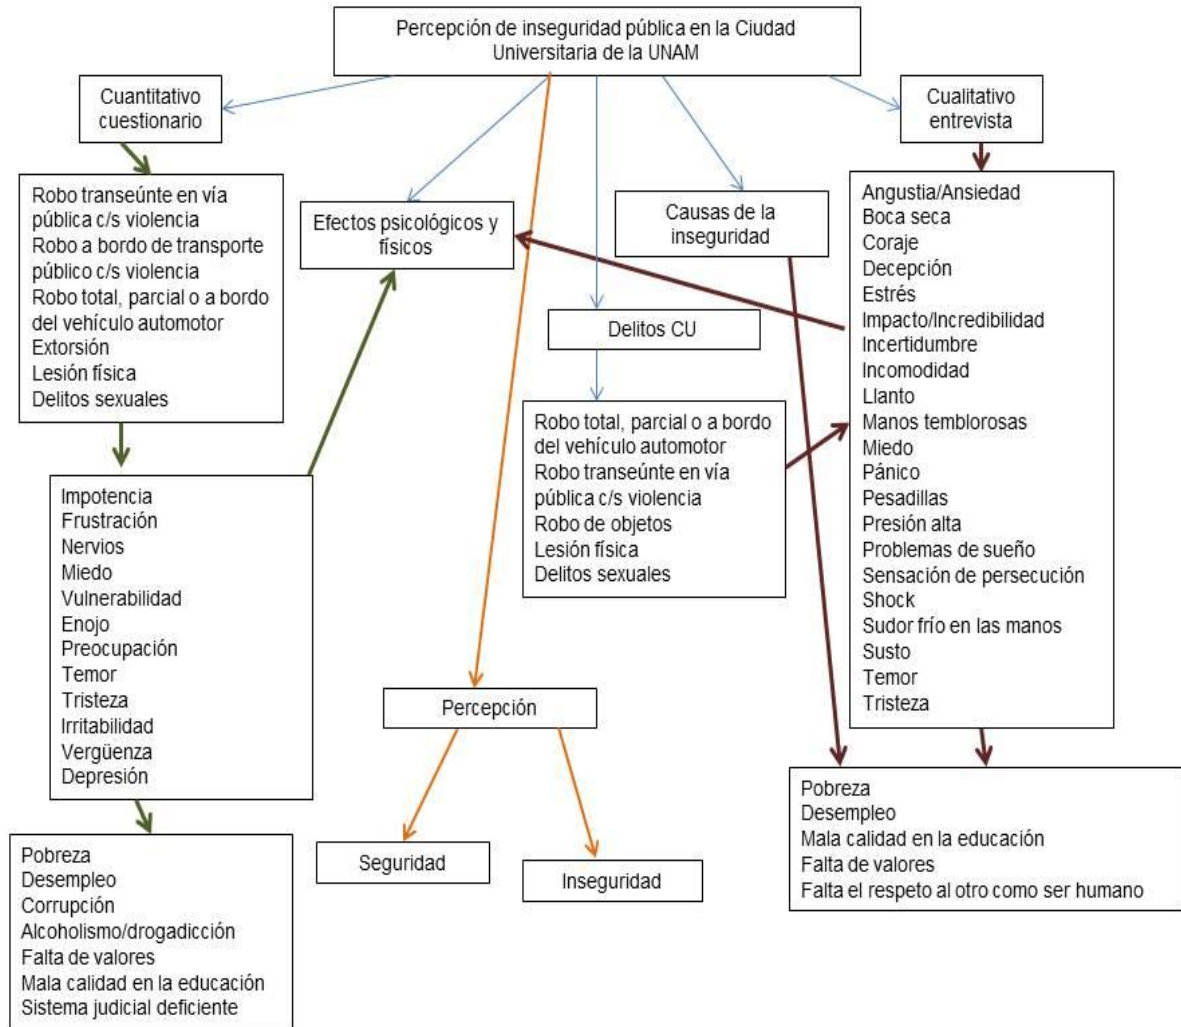 Percepción de inseguridad pública en la Ciudad
Universitaria de la UNAM
Cuantitativo
cuestionario
Cualitativo
entrevista
Robo transeúnte en vía
pública c/s violencia
Robo a bordo de transporte
público c/s violencia
Robo total, parcial o a bordo
del vehículo automotor
Extorsión
Lesión física
Delitos sexuales
Efectos psicológicos y
físicos
Causas de la
inseguridad
Angustia/Ansiedad
Boca seca
Coraje
Decepción
Estrés
Impacto/Incredibilidad
Incertidumbre
Incomodidad
Llanto
Manos temblorosas
Miedo
Pánico
Pesadillas
Presión alta
Problemas de sueño
Sensación de persecución
Shock
Sudor frío en las manos
Susto
Temor
Tristeza
Delitos CU
Robo total, parcial o a bordo
del vehículo automotor
Robo transeúnte en vía
pública c/s violencia
Robo de objetos
Lesión física
Delitos sexuales
Impotencia
Frustración
Nervios
Miedo
Vulnerabilidad
Enojo
Preocupación
Temor
Tristeza
Irritabilidad
Vergüenza
Depresión
Percepción
Seguridad
Inseguridad
Pobreza
Desempleo
Mala calidad en la educación
Falta de valores
Falta el respeto al otro como ser humano
Pobreza
Desempleo
Corrupción
Alcoholismo/drogadicción
Falta de valores
Mala calidad en la educación
Sistema judicial deficiente